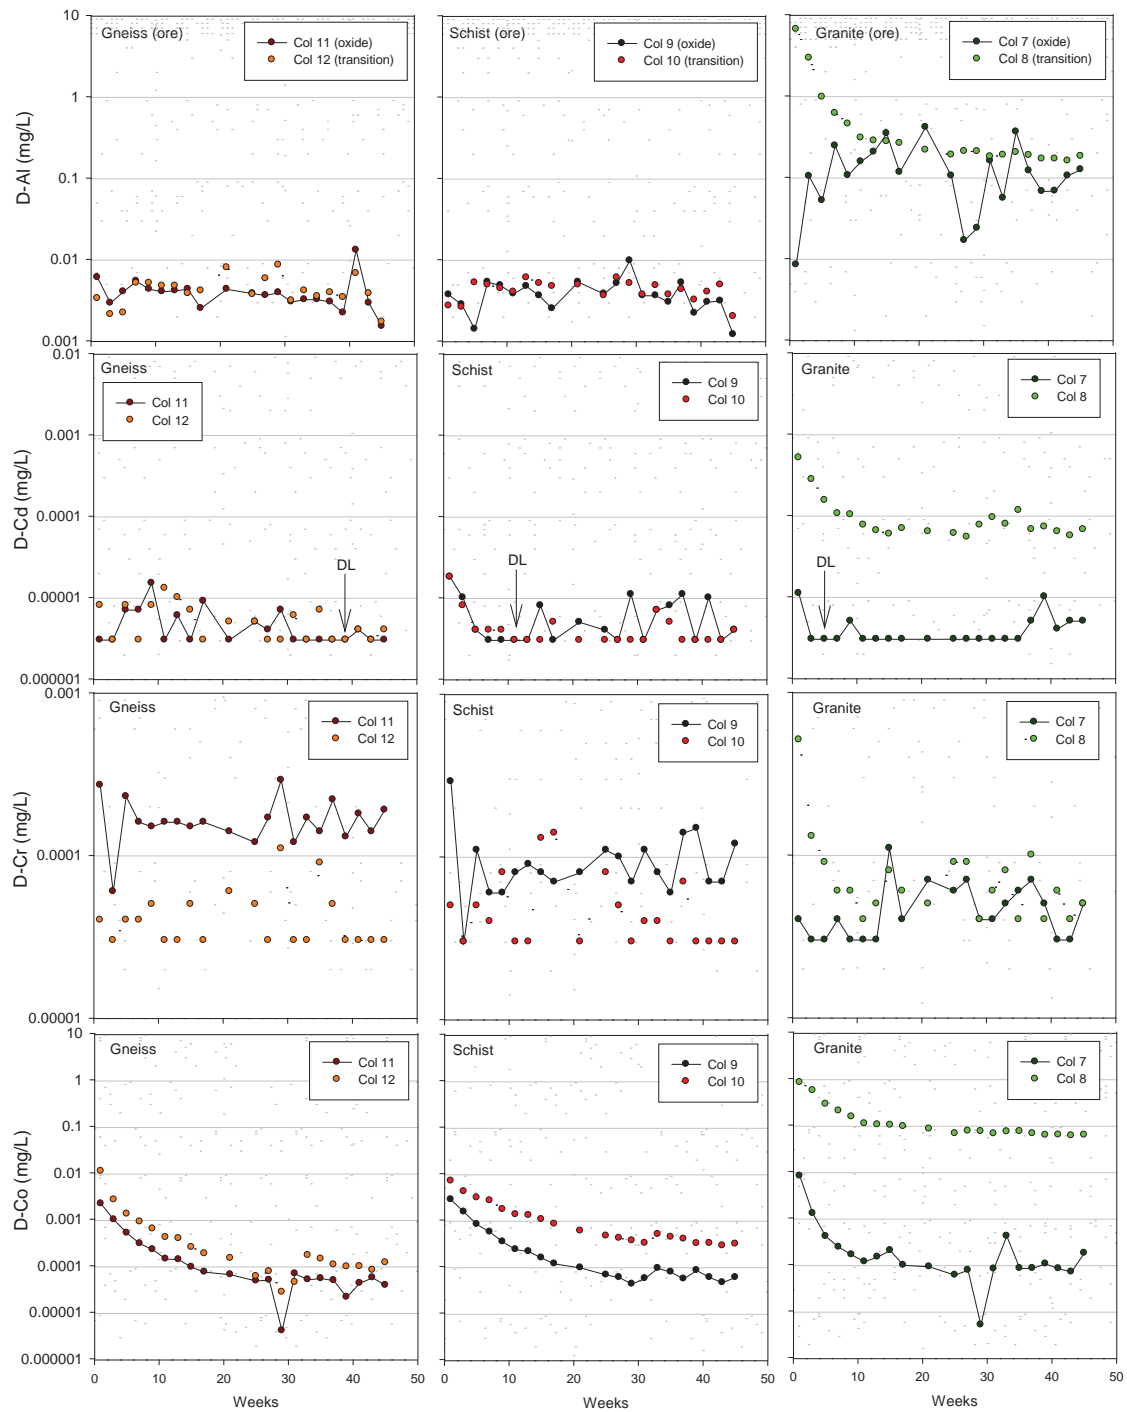 10
1
0.1
0.01
0.001
D-Al (mg/L)
Gneiss (ore)
Col 11 (oxide)
Col 12 (transition)
Schist (ore)
Col 9 (oxide)
Col 10 (transition)
Granite (ore)
Col 7 (oxide)
Col 8 (transition)
0.01
0.001
0.0001
0.00001
0.000001
D-Cd (mg/L)
Gneiss
Col 11
Col 12
DL
Schist
Col 9
Col 10
DL
Granite
Col 7
Col 8
DL
0.001
0.0001
0.00001
D-Cr (mg/L)
Gneiss
Col 11
Col 12
Schist
Col 9
Col 10
Granite
Col 7
Col 8
10
1
0.1
0.01
0.001
0.0001
0.00001
0.000001
D-Co (mg/L)
Gneiss
Col 11
Col 12
Schist
Col 9
Col 10
Granite
Col 7
Col 8
0 10 20 30 40 50
0 10 20 30 40 50
0 10 20 30 40 50
Weeks
Weeks
Weeks